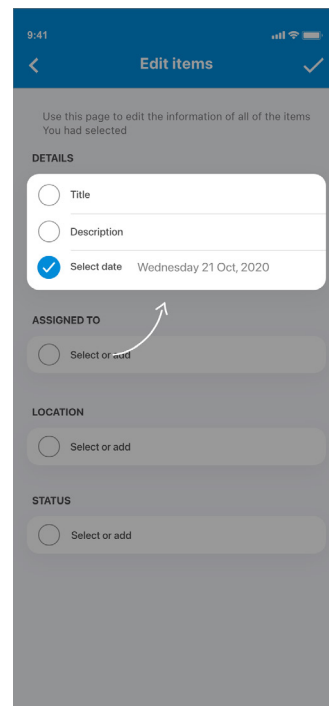 9:41
Edit items
Use this page to edit the information of all of the items
You had selected
DETAILS
Title
Description
Select date Wednesday 21 Oct, 2020
ASSIGNED TO
Select or add
LOCATION
Select or add
STATUS
Select or add